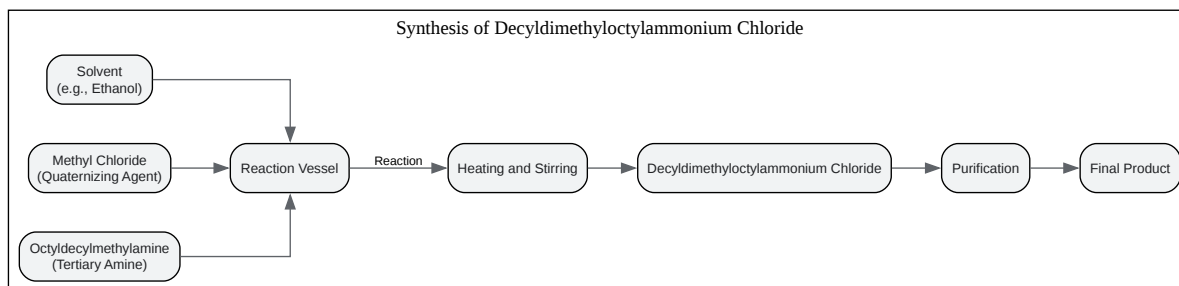 Synthesis of Decyldimethyloctylammonium Chloride
Solvent
(e.g., Ethanol)
Methyl Chloride
(Quaternizing Agent)
Reaction Vessel
Reaction
Heating and Stirring
Decyldimethyloctylammonium Chloride
Purification
Final Product
Octyldecylmethylamine
(Tertiary Amine)